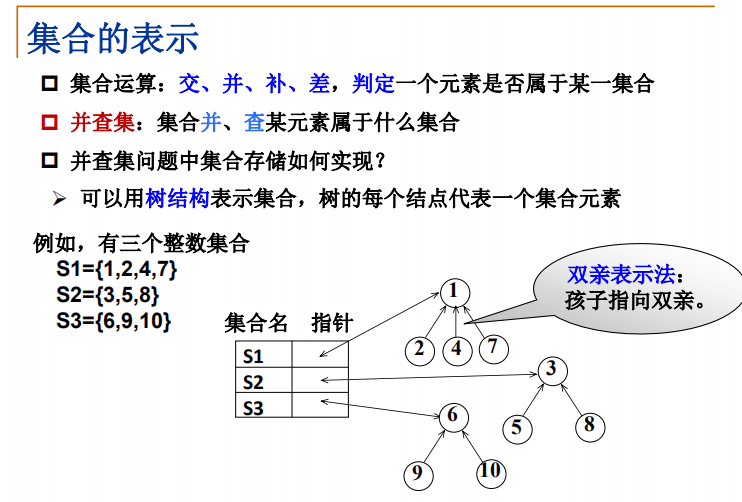 集合的表示
集合运算：交、并、补、差，判定一个元素是否属于某一集合
并查集：集合并、查某元素属于什么集合
并查集问题中集合存储如何实现？
可以用树结构表示集合，树的每个结点代表一个集合元素
例如，有三个整数集合
S1={1,2,4,7}
S2={3,5,8}
S3={6,9,10}
双亲表示法：
孩子指向双亲。
集合名 指针
S1
S2
S3
1
2 4 7
3
5 8
6
9 10